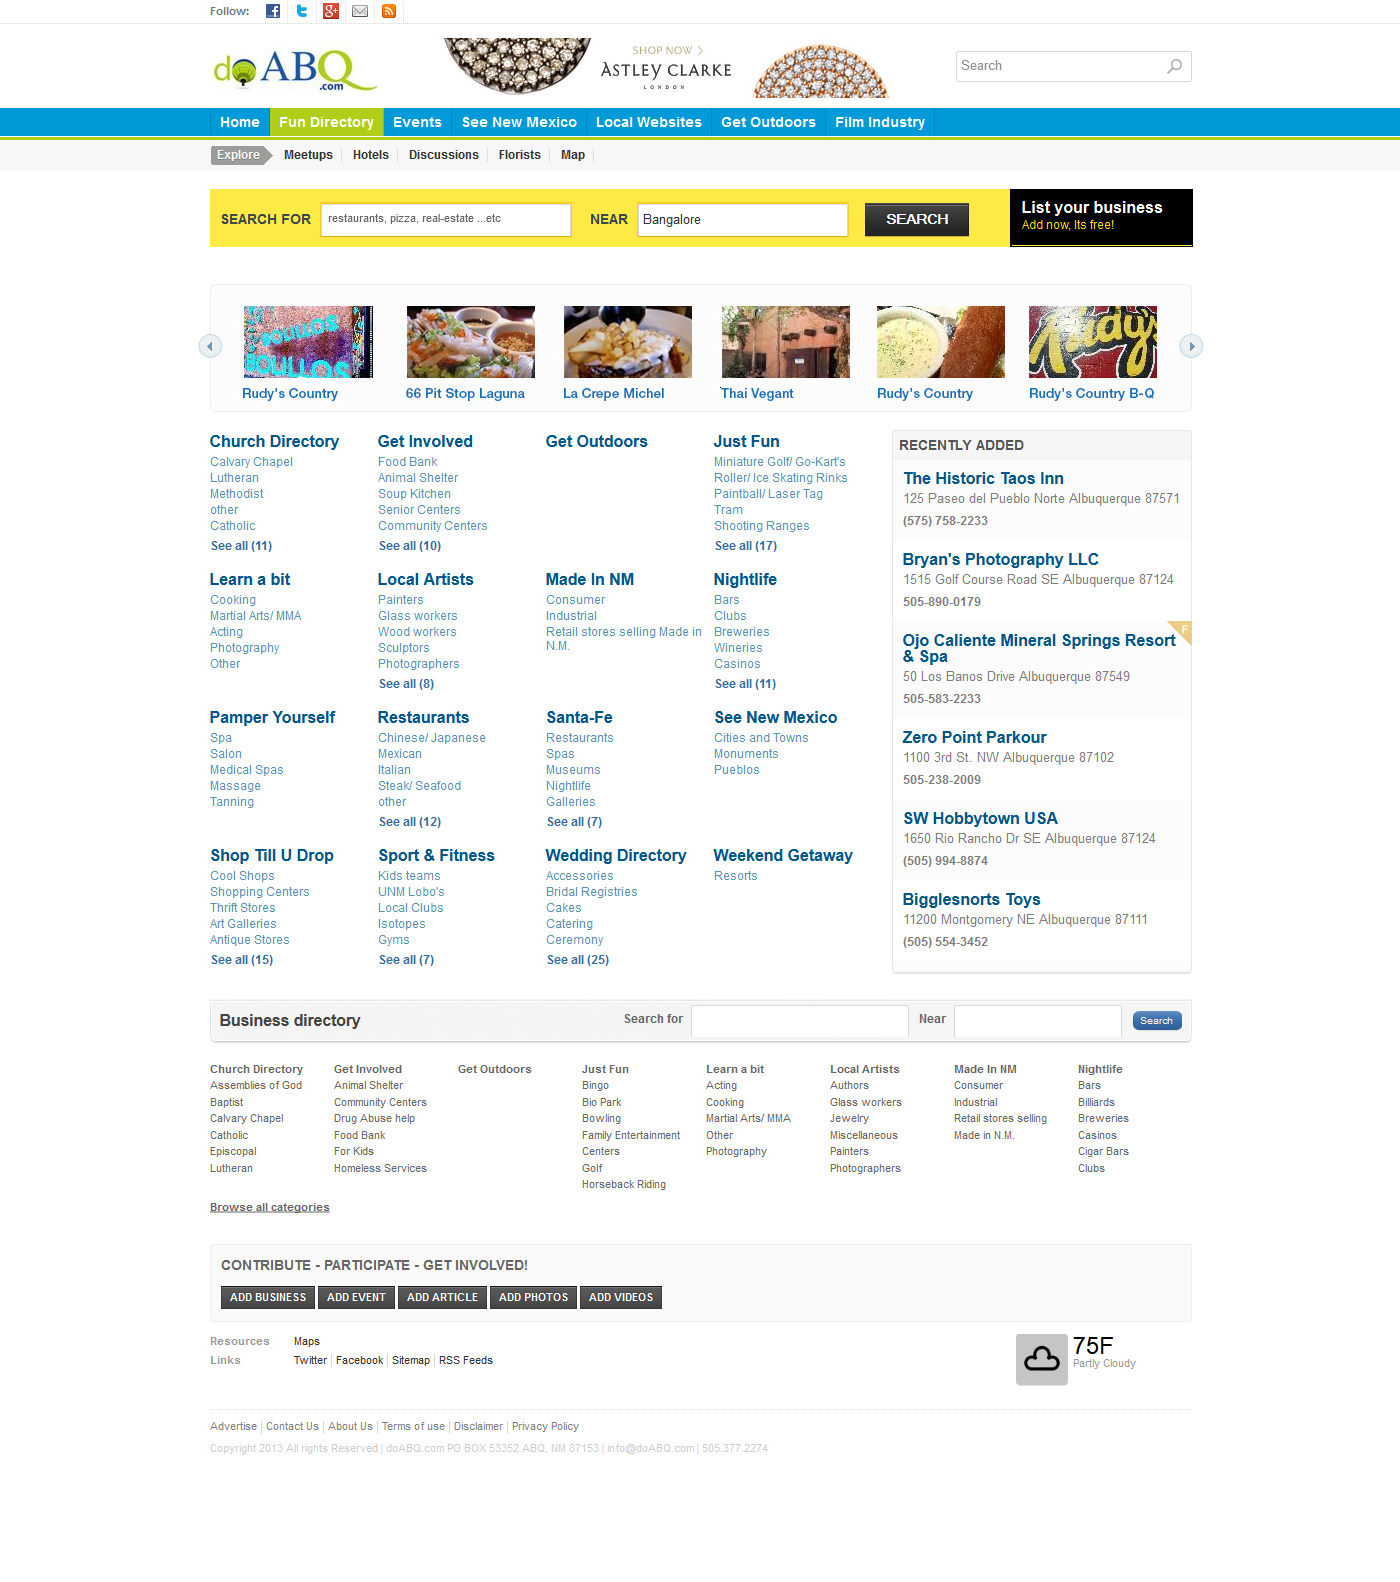 Follow:
doABQ.com
SHOP NOW >
ASTLEY CLARKE
LONDON
Search
Home
Fun Directory
Events
See New Mexico
Local Websites
Get Outdoors
Film Industry
Explore
Meetups
Hotels
Discussions
Florists
Map
SEARCH FOR
restaurants, pizza, real-estate ...etc
NEAR
Bangalore
SEARCH
List your business
Add now, Its free!
BOLILLOS
BOLILLOS
Rudy's
Rudy's Country
66 Pit Stop Laguna
La Crepe Michel
Thai Vegant
Rudy's Country
Rudy's Country B-Q
Church Directory
Calvary Chapel
Lutheran
Methodist
other
Catholic
See all (11)
Get Involved
Food Bank
Animal Shelter
Soup Kitchen
Senior Centers
Community Centers
See all (10)
Get Outdoors
Just Fun
Miniature Golf/ Go-Kart's
Roller/ Ice Skating Rinks
Paintball/ Laser Tag
Tram
Shooting Ranges
See all (17)
Learn a bit
Cooking
Martial Arts/ MMA
Acting
Photography
Other
Local Artists
Painters
Glass workers
Wood workers
Sculptors
Photographers
See all (8)
Made In NM
Consumer
Industrial
Retail stores selling Made in
N.M.
Nightlife
Bars
Clubs
Breweries
Wineries
Casinos
See all (11)
Pamper Yourself
Spa
Salon
Medical Spas
Massage
Tanning
Restaurants
Chinese/ Japanese
Mexican
Italian
Steak/ Seafood
other
See all (12)
Santa-Fe
Restaurants
Spas
Museums
Nightlife
Galleries
See all (7)
See New Mexico
Cities and Towns
Monuments
Pueblos
Shop Till U Drop
Cool Shops
Shopping Centers
Thrift Stores
Art Galleries
Antique Stores
See all (15)
Sport & Fitness
Kids teams
UNM Lobo's
Local Clubs
Isotopes
Gyms
See all (7)
Wedding Directory
Accessories
Bridal Registries
Cakes
Catering
Ceremony
See all (25)
Weekend Getaway
Resorts
RECENTLY ADDED
The Historic Taos Inn
125 Paseo del Pueblo Norte Albuquerque 87571
(575) 758-2233
Bryan's Photography LLC
1515 Golf Course Road SE Albuquerque 87124
505-890-0179
F
Ojo Caliente Mineral Springs Resort
& Spa
50 Los Banos Drive Albuquerque 87549
505-583-2233
Zero Point Parkour
1100 3rd St. NW Albuquerque 87102
505-238-2009
SW Hobbytown USA
1650 Rio Rancho Dr SE Albuquerque 87124
(505) 994-8874
Bigglesnorts Toys
11200 Montgomery NE Albuquerque 87111
(505) 554-3452
Business directory
Search for
Near
Search
Church Directory
Assemblies of God
Baptist
Calvary Chapel
Catholic
Episcopal
Lutheran
Get Involved
Animal Shelter
Community Centers
Drug Abuse help
Food Bank
For Kids
Homeless Services
Get Outdoors
Just Fun
Bingo
Bio Park
Bowling
Family Entertainment
Centers
Golf
Horseback Riding
Learn a bit
Acting
Cooking
Martial Arts/ MMA
Other
Photography
Local Artists
Authors
Glass workers
Jewelry
Miscellaneous
Painters
Photographers
Made In NM
Consumer
Industrial
Retail stores selling
Made in N.M.
Nightlife
Bars
Billiards
Breweries
Casinos
Cigar Bars
Clubs
Browse all categories
CONTRIBUTE - PARTICIPATE - GET INVOLVED!
ADD BUSINESS
ADD EVENT
ADD ARTICLE
ADD PHOTOS
ADD VIDEOS
Resources
Maps
Links
Twitter | Facebook | Sitemap | RSS Feeds
75F
Partly Cloudy
Advertise | Contact Us | About Us | Terms of use | Disclaimer | Privacy Policy
Copyright 2013 All rights Reserved | doABQ.com PO BOX 53352 ABQ, NM 87153 | info@doABQ.com | 505.377.2274